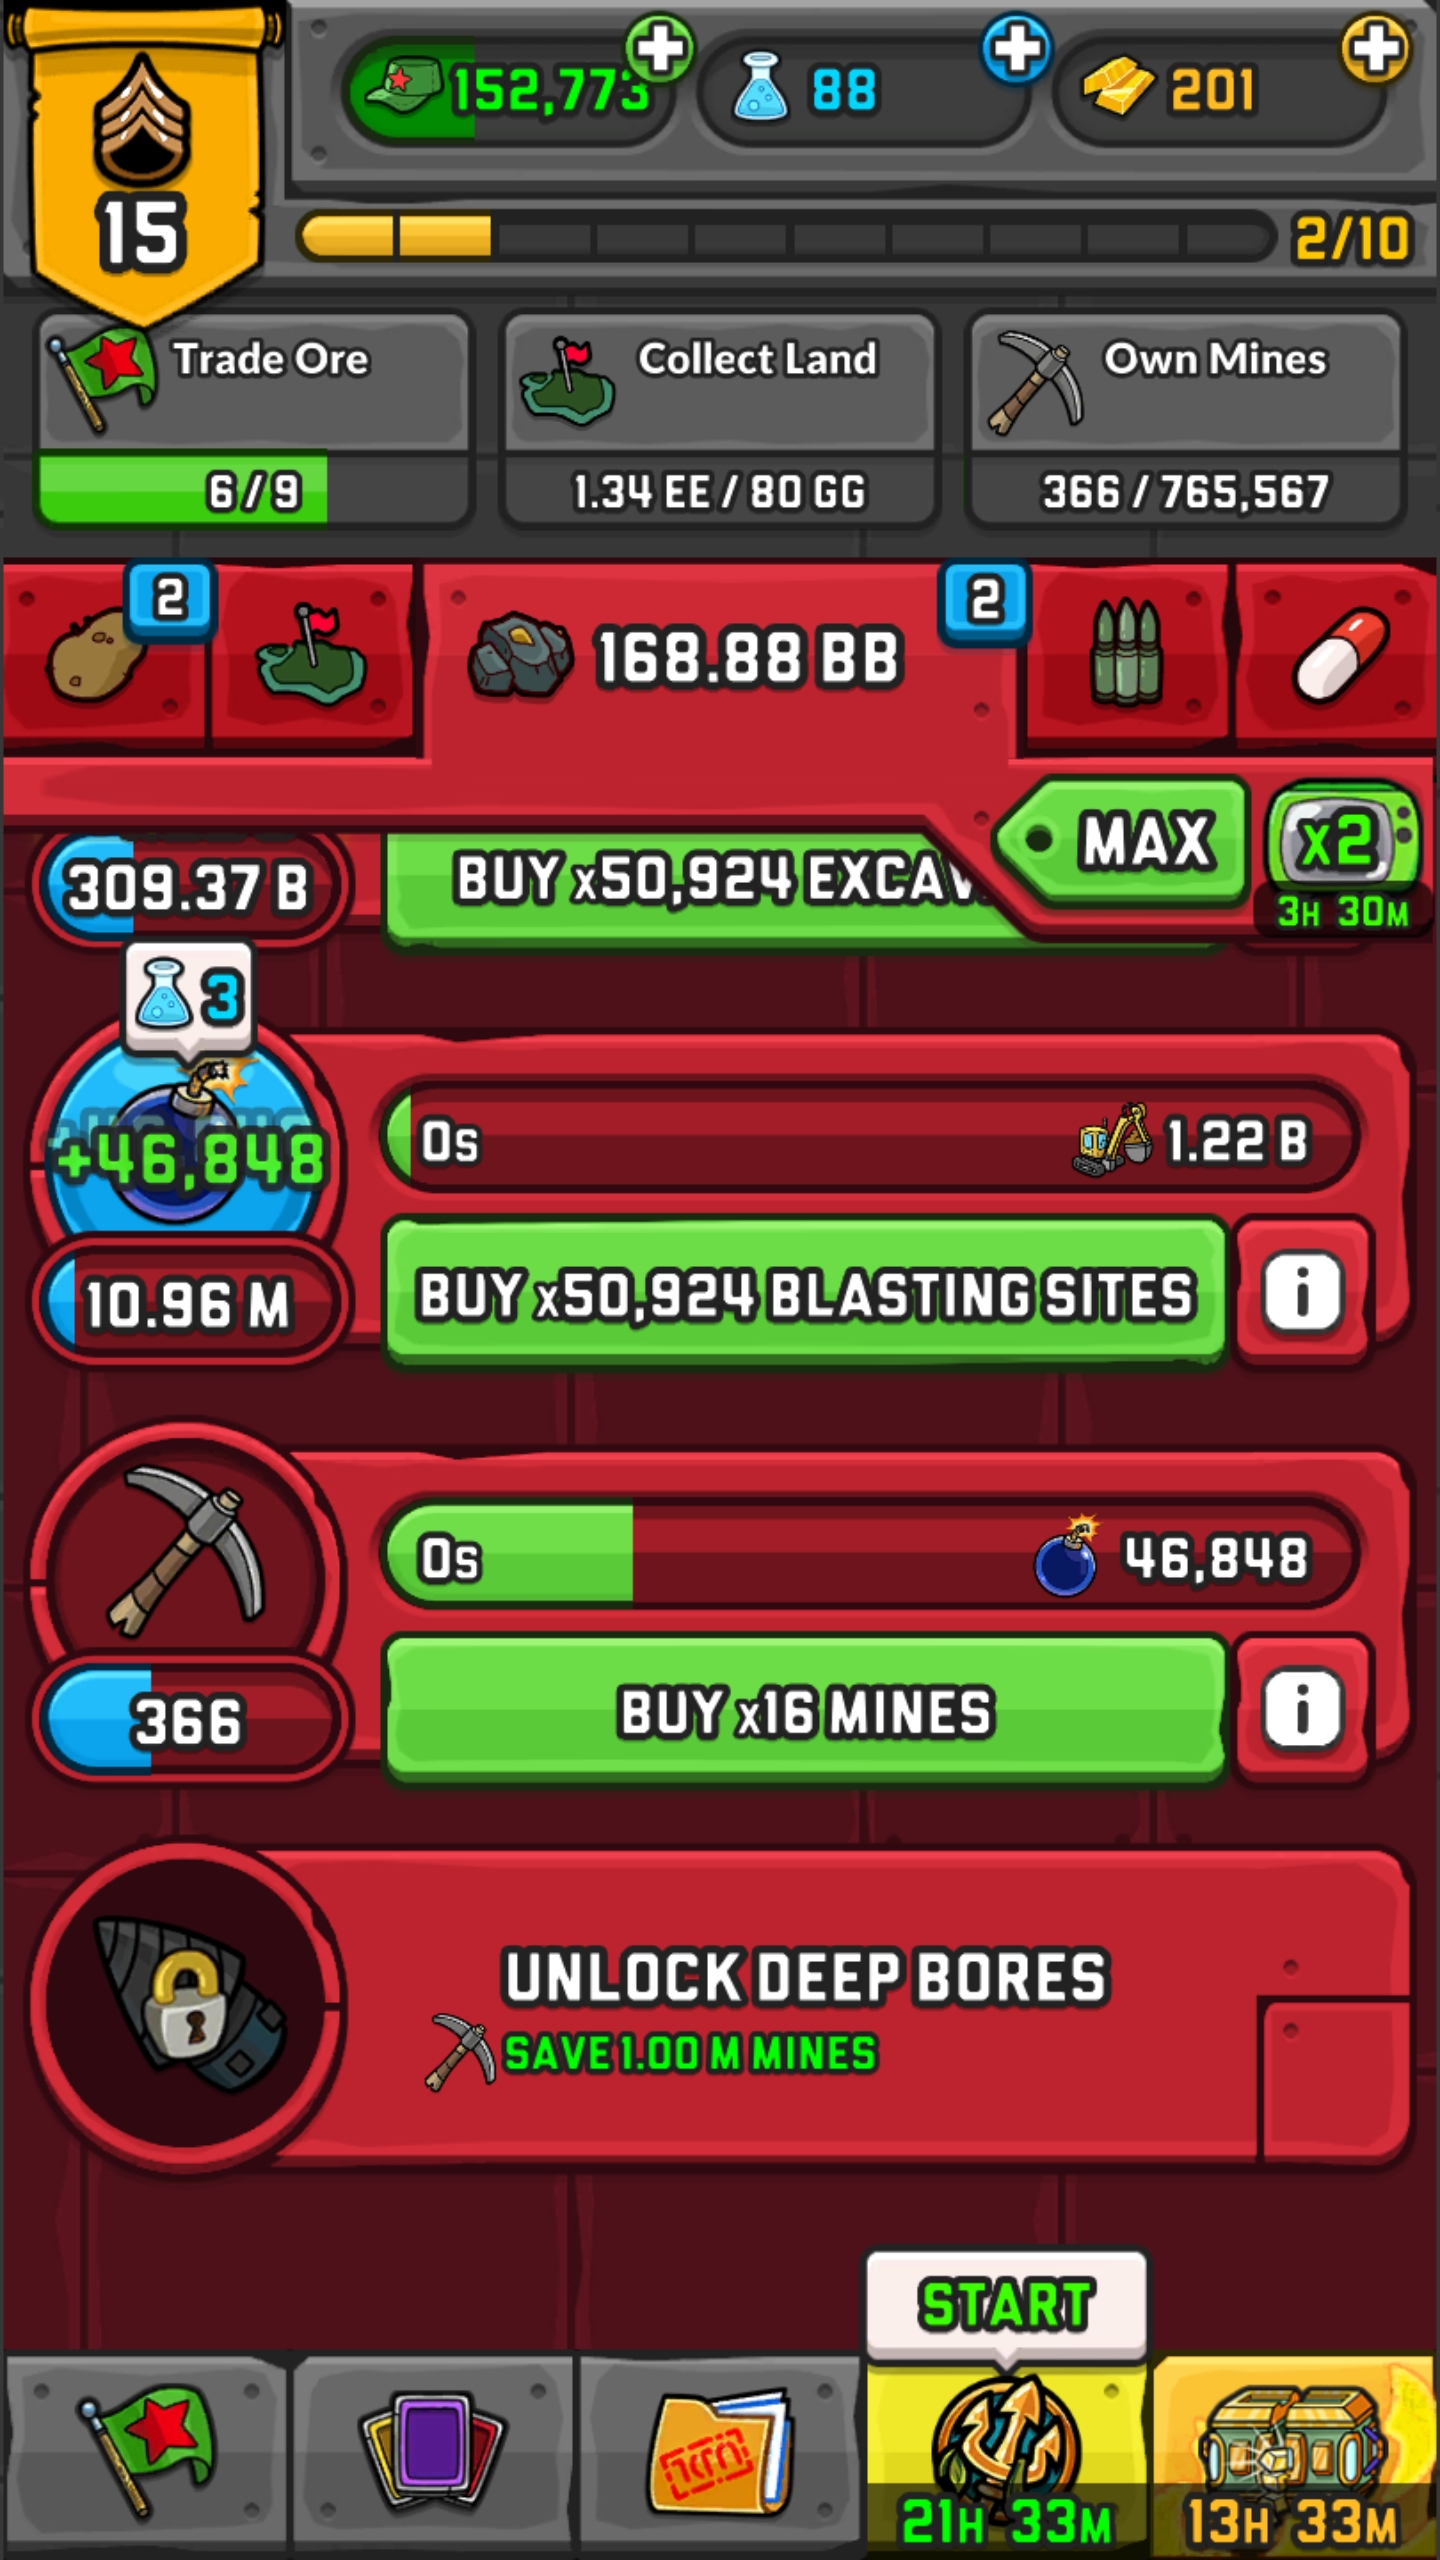 152,773
88
201
15
2/10
Trade Ore
Collect Land
Own Mines
6/9
1.34 EE / 80 GG
366 / 765,567
2
168.88 BB
2
MAX
x2
3H 30M
309.37 B
BUY x50,924 EXCAV
3
+46,848
0s
1.22 B
10.96 M
BUY x50,924 BLASTING SITES
i
0s
46,848
366
BUY x16 MINES
i
UNLOCK DEEP BORES
SAVE 1.00 M MINES
START
21H 33M
13H 33M